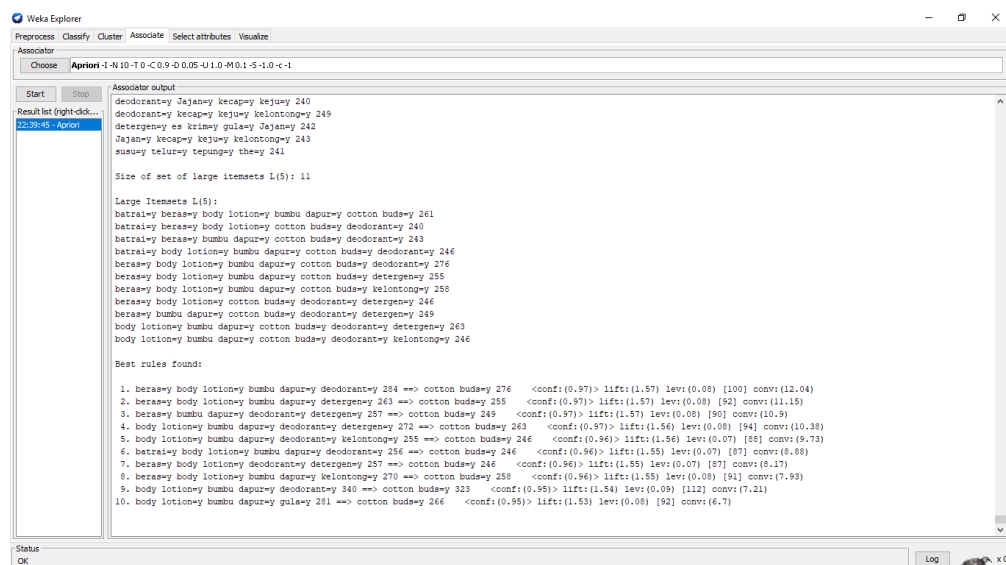 Weka Explorer
Preprocess Classify Cluster Associate Select attributes Visualize
Associator
Choose Apriori -I -N 10 -T 0 -C 0.9 -D 0.05 -U 1.0 -M 0.1 -S -1.0 -c -1
Start Stop
Result list (right-click...
22:39:45 - Apriori
Associator output
deodorant=y Jajan=y kecap=y keju=y 240
deodorant=y kecap=y keju=y kelontong=y 249
detergen=y es krim=y gula=y Jajan=y 242
Jajan=y kecap=y keju=y kelontong=y 243
susu=y telur=y tepung=y the=y 241
Size of set of large itemsets L(5): 11
Large Itemsets L(5):
batrai=y beras=y body lotion=y bumbu dapur=y cotton buds=y 261
batrai=y beras=y body lotion=y cotton buds=y deodorant=y 240
batrai=y beras=y bumbu dapur=y cotton buds=y deodorant=y 243
batrai=y body lotion=y bumbu dapur=y cotton buds=y deodorant=y 246
beras=y body lotion=y bumbu dapur=y cotton buds=y deodorant=y 276
beras=y body lotion=y bumbu dapur=y cotton buds=y detergen=y 255
beras=y body lotion=y bumbu dapur=y cotton buds=y kelontong=y 258
beras=y body lotion=y cotton buds=y deodorant=y detergen=y 246
beras=y bumbu dapur=y cotton buds=y deodorant=y detergen=y 249
body lotion=y bumbu dapur=y cotton buds=y deodorant=y detergen=y 263
body lotion=y bumbu dapur=y cotton buds=y deodorant=y kelontong=y 246
Best rules found:
1. beras=y body lotion=y bumbu dapur=y deodorant=y 284 ==> cotton buds=y 276 <conf:(0.97)> lift:(1.57) lev:(0.08) [100] conv:(12.04)
2. beras=y body lotion=y bumbu dapur=y detergen=y 263 ==> cotton buds=y 255 <conf:(0.97)> lift:(1.57) lev:(0.08) [92] conv:(11.15)
3. beras=y bumbu dapur=y deodorant=y detergen=y 257 ==> cotton buds=y 249 <conf:(0.97)> lift:(1.57) lev:(0.08) [90] conv:(10.9)
4. body lotion=y bumbu dapur=y deodorant=y detergen=y 272 ==> cotton buds=y 263 <conf:(0.97)> lift:(1.56) lev:(0.08) [94] conv:(10.38)
5. body lotion=y bumbu dapur=y deodorant=y kelontong=y 255 ==> cotton buds=y 246 <conf:(0.96)> lift:(1.56) lev:(0.07) [88] conv:(9.73)
6. batrai=y body lotion=y bumbu dapur=y deodorant=y 256 ==> cotton buds=y 246 <conf:(0.96)> lift:(1.55) lev:(0.07) [87] conv:(8.88)
7. beras=y body lotion=y deodorant=y detergen=y 257 ==> cotton buds=y 246 <conf:(0.96)> lift:(1.55) lev:(0.07) [87] conv:(8.17)
8. beras=y body lotion=y bumbu dapur=y kelontong=y 270 ==> cotton buds=y 258 <conf:(0.96)> lift:(1.55) lev:(0.08) [91] conv:(7.93)
9. body lotion=y bumbu dapur=y deodorant=y 340 ==> cotton buds=y 323 <conf:(0.95)> lift:(1.54) lev:(0.09) [112] conv:(7.21)
10. body lotion=y bumbu dapur=y gula=y 281 ==> cotton buds=y 266 <conf:(0.95)> lift:(1.53) lev:(0.08) [92] conv:(6.7)
Status
OK
Log
x 0